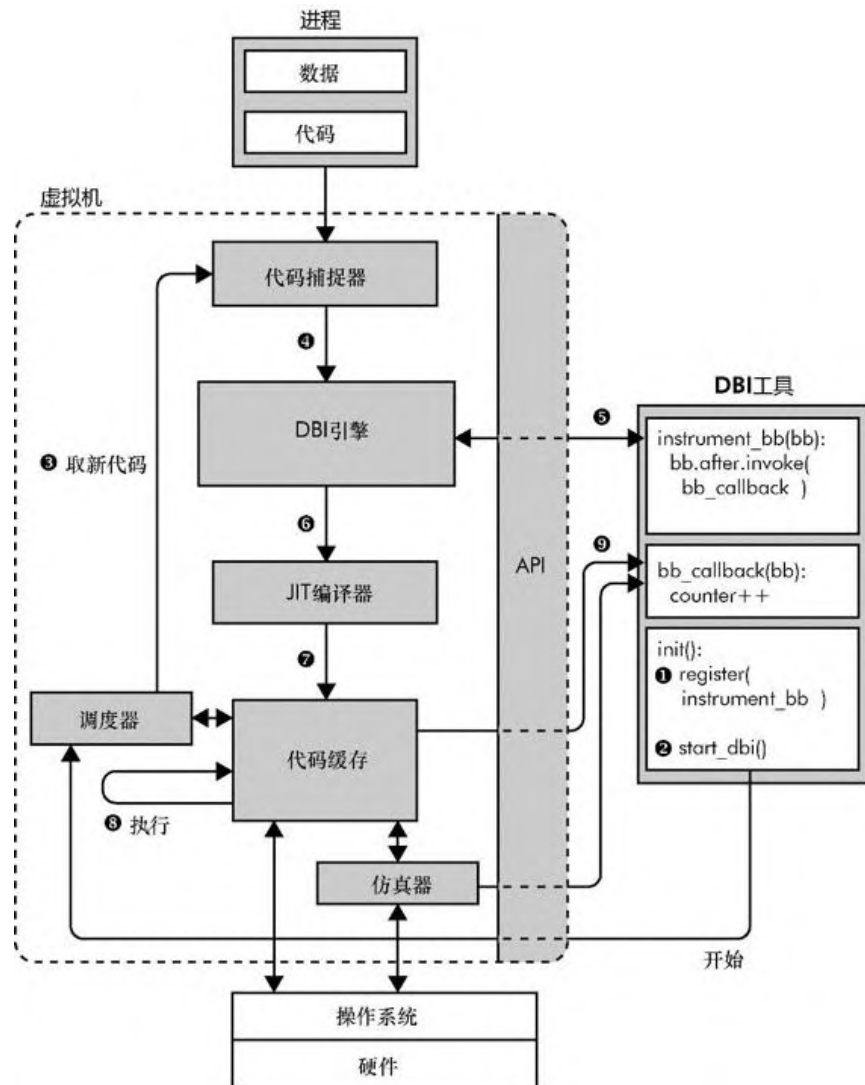 进程
数据
代码
虚拟机
代码捕捉器
❹
DBI引擎
❸ 取新代码
❻
JIT编译器
❼
调度器
代码缓存
❽ 执行
仿真器
API
DBI工具
❺
instrument_bb(bb):
bb.after.invoke(
bb_callback )
❾
bb_callback(bb):
counter++
init():
❶ register(
instrument_bb )
❷ start_dbi()
开始
操作系统
硬件